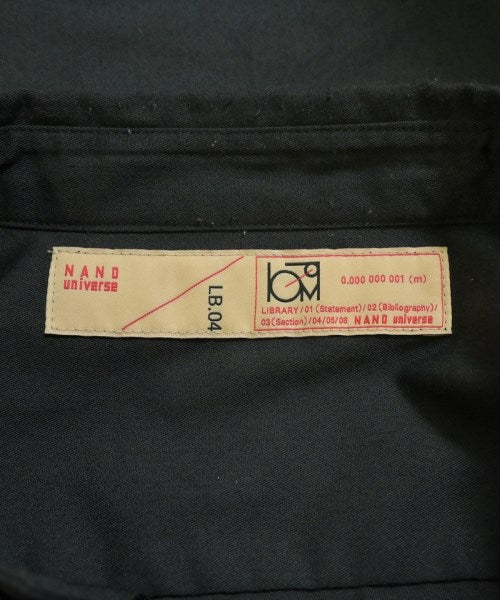 NANO
universe
LB.04
0.000 000 001 (m)
LIBRARY/01(Statement)/02(Bibliography)/
03(Section)/04/05/06 NANO universe